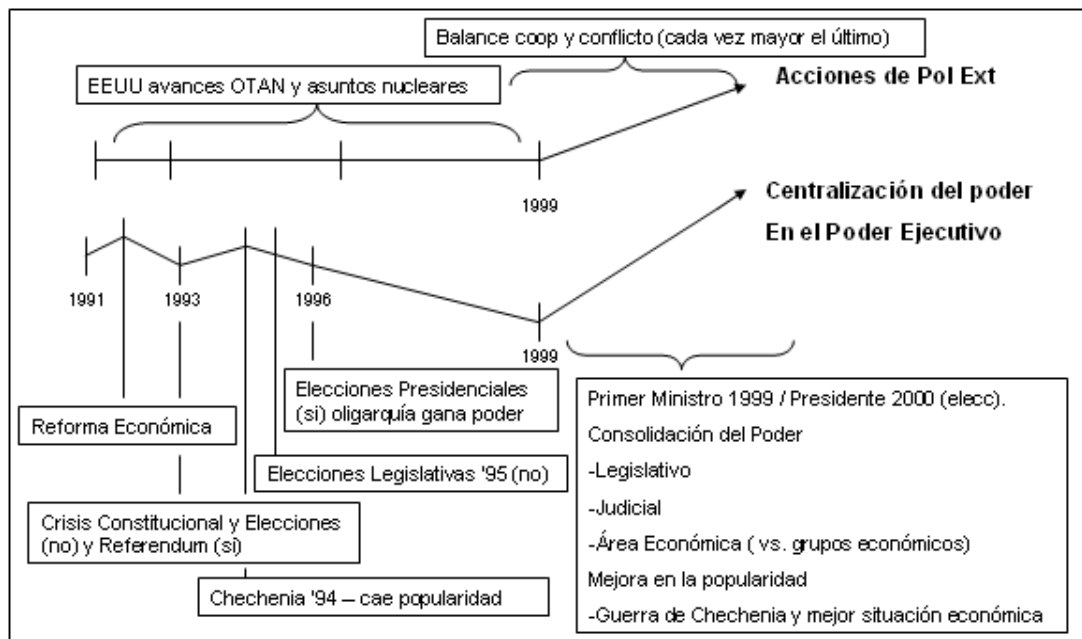 Balance coop y conflicto (cada vez mayor el último)
Acciones de Pol Ext
EEUU avances OTAN y asuntos nucleares
1999
Centralización del poder
En el Poder Ejecutivo
1991
1993
1996
1999
Elecciones Presidenciales
(si) oligarquía gana poder
Reforma Económica
Elecciones Legislativas '95 (no)
Crisis Constitucional y Elecciones
(no) y Referendum (si)
Chechenia '94 – cae popularidad
Primer Ministro 1999 / Presidente 2000 (elecc).
Consolidación del Poder
-Legislativo
-Judicial
-Área Económica ( vs. grupos económicos)
Mejora en la popularidad
-Guerra de Chechenia y mejor situación económica